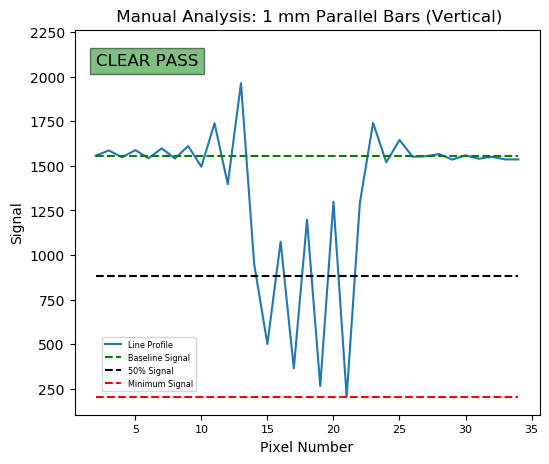 Manual Analysis: 1 mm Parallel Bars (Vertical)
CLEAR PASS
2250
2000
1750
1500
1250
1000
750
500
250
Signal
Line Profile
Baseline Signal
50% Signal
Minimum Signal
5 10 15 20 25 30 35
Pixel Number